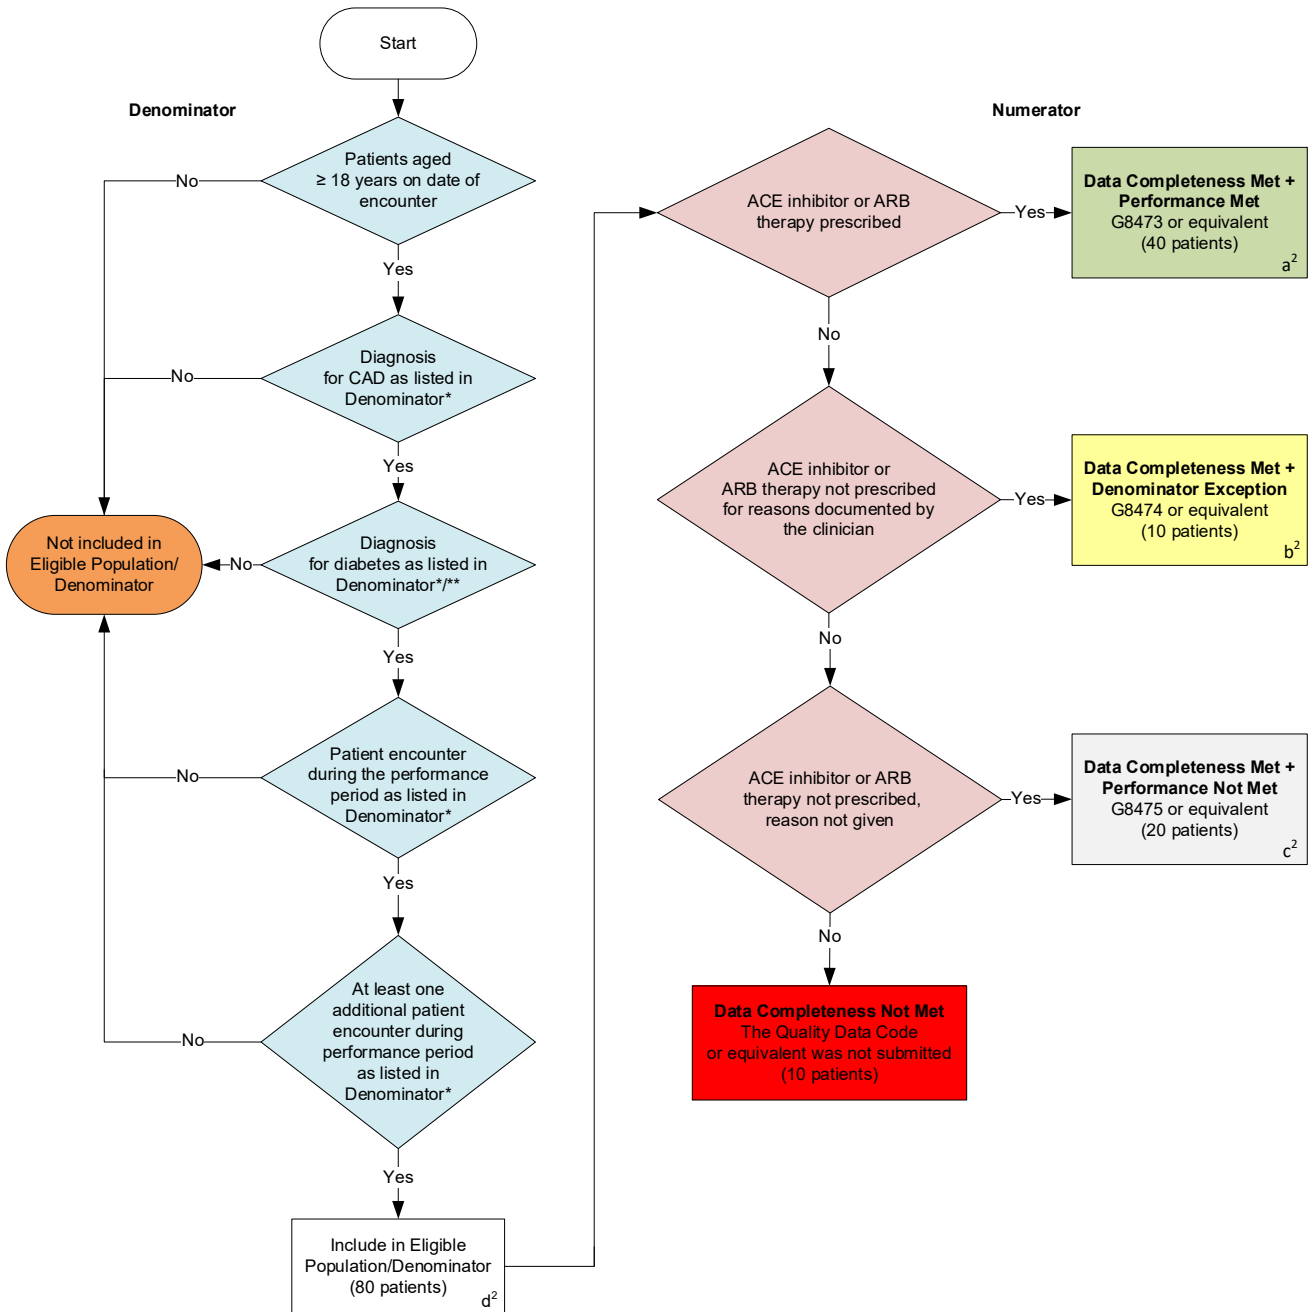 Start
Denominator
Patients aged
≥ 18 years on date of
encounter
No
Yes
Diagnosis
for CAD as listed in
Denominator*
No
Yes
Diagnosis
for diabetes as listed in
Denominator*/**
No
Not included in
Eligible Population/
Denominator
Yes
Patient encounter
during the performance
period as listed in
Denominator*
No
Yes
At least one
additional patient
encounter during
performance period
as listed in
Denominator*
No
Yes
Include in Eligible
Population/Denominator
(80 patients)
d²
Numerator
ACE inhibitor or ARB
therapy prescribed
Yes
Data Completeness Met +
Performance Met
G8473 or equivalent
(40 patients)
a²
No
ACE inhibitor or
ARB therapy not prescribed
for reasons documented by
the clinician
Yes
Data Completeness Met +
Denominator Exception
G8474 or equivalent
(10 patients)
b²
No
ACE inhibitor or ARB
therapy not prescribed,
reason not given
Yes
Data Completeness Met +
Performance Not Met
G8475 or equivalent
(20 patients)
c²
No
Data Completeness Not Met
The Quality Data Code
or equivalent was not submitted
(10 patients)